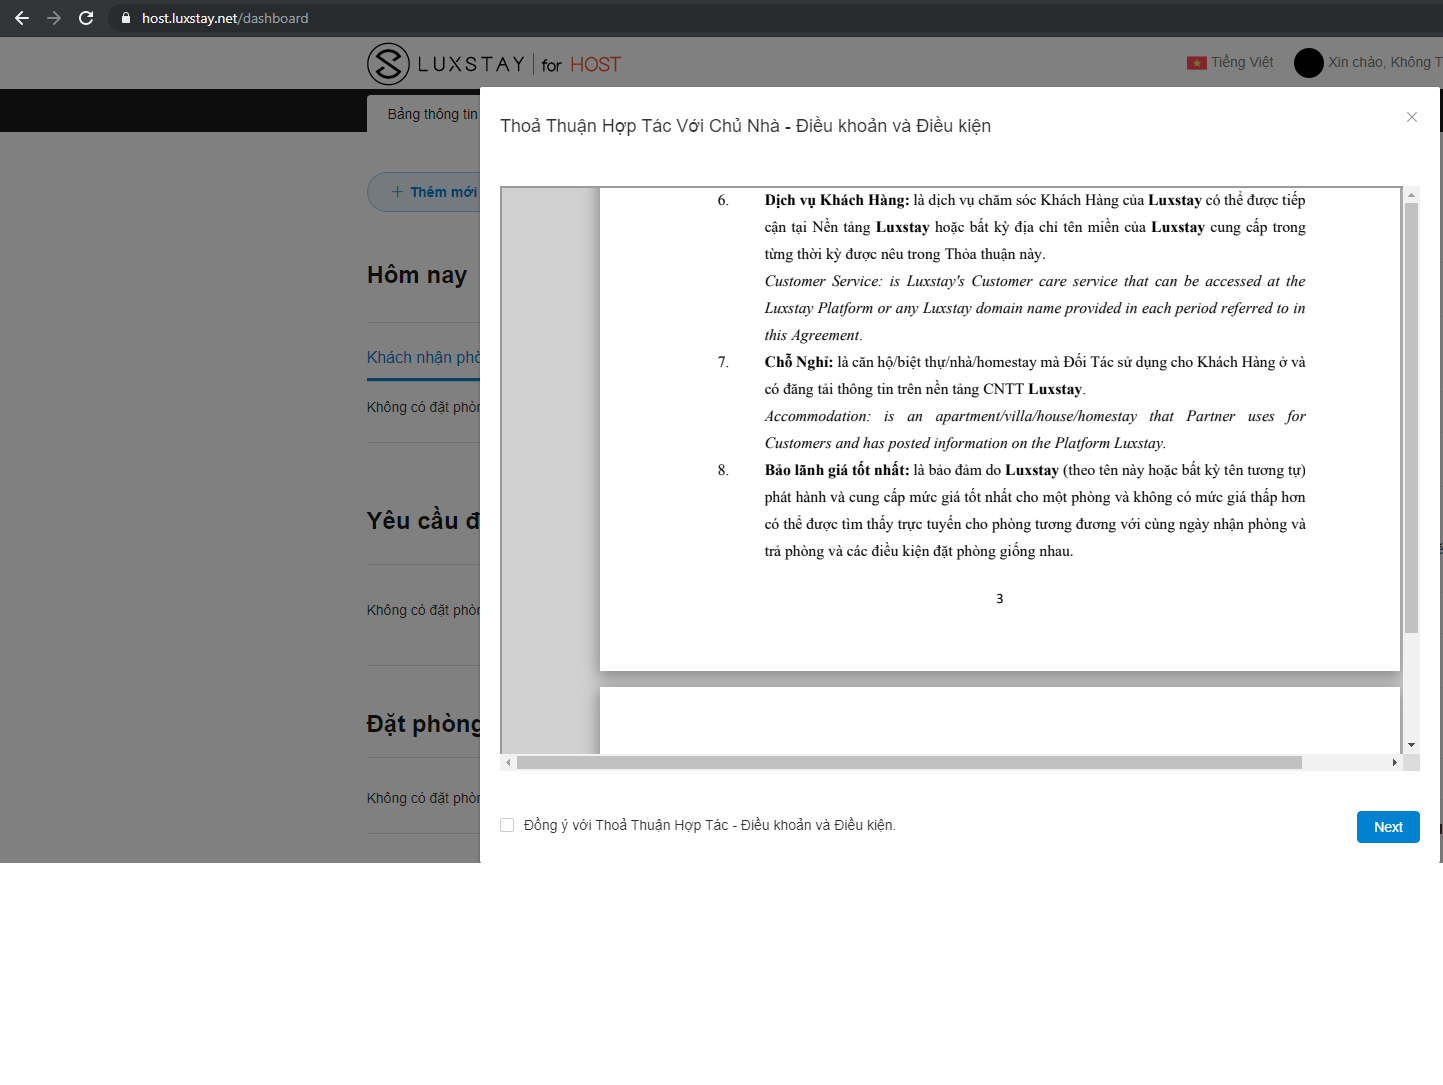 host.luxstay.net/dashboard
LUXSTAY for HOST
Tiếng Việt
Xin chào, Không T
Bảng thông tin
Thoả Thuận Hợp Tác Với Chủ Nhà - Điều khoản và Điều kiện
+ Thêm mới
Hôm nay
Khách nhận
Không có đặt
Yêu cầu
Không có đặt
Đặt phòng
Không có đặt
6. Dịch vụ Khách Hàng: là dịch vụ chăm sóc Khách Hàng của Luxstay có thể được tiếp
cận tại Nền tảng Luxstay hoặc bất kỳ địa chỉ tên miền của Luxstay cung cấp trong
từng thời kỳ được nêu trong Thỏa thuận này.
Customer Service: is Luxstay's Customer care service that can be accessed at the
Luxstay Platform or any Luxstay domain name provided in each period referred to in
this Agreement.
7. Chỗ Nghỉ: là căn hộ/biệt thự/nhà/homestay mà Đối Tác sử dụng cho Khách Hàng ở và
có đăng tải thông tin trên nền tảng CNTT Luxstay.
Accommodation: is an apartment/villa/house/homestay that Partner uses for
Customers and has posted information on the Platform Luxstay.
8. Bảo lãnh giá tốt nhất: là bảo đảm do Luxstay (theo tên này hoặc bất kỳ tên tương tự)
phát hành và cung cấp mức giá tốt nhất cho một phòng và không có mức giá thấp hơn
có thể được tìm thấy trực tuyến cho phòng tương đương với cùng ngày nhận phòng và
trả phòng và các điều kiện đặt phòng giống nhau.
3
Đồng ý với Thoả Thuận Hợp Tác - Điều khoản và Điều kiện.
Next